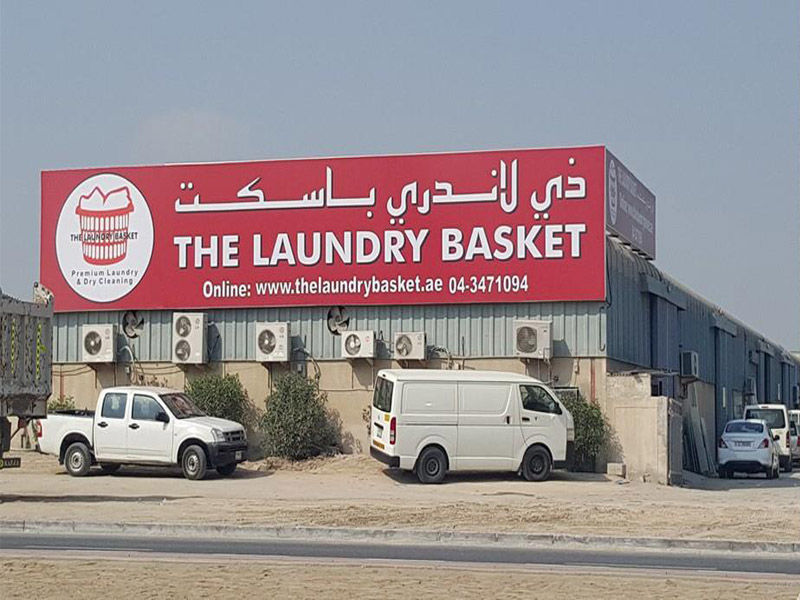 ذي لاندري باسكت
THE LAUNDRY BASKET
Online: www.thelaundrybasket.ae 04-3471094
THE LAUNDRY BASKET
Premium Laundry
& Dry Cleaning